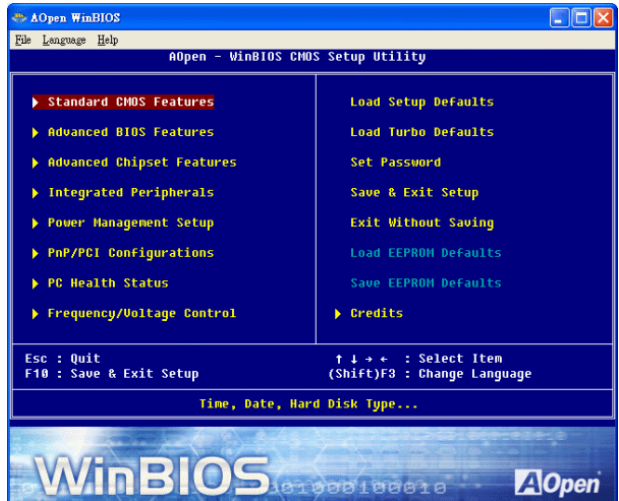 AOpen WinBIOS
File Language Help
AOpen - WinBIOS CMOS Setup Utility
Standard CMOS Features
Advanced BIOS Features
Advanced Chipset Features
Integrated Peripherals
Power Management Setup
PnP/PCI Configurations
PC Health Status
Frequency/Voltage Control
Load Setup Defaults
Load Turbo Defaults
Set Password
Save & Exit Setup
Exit Without Saving
Load EEPROM Defaults
Save EEPROM Defaults
Credits
Esc : Quit
F10 : Save & Exit Setup
↑ ↓ → ← : Select Item
(Shift)F3 : Change Language
Time, Date, Hard Disk Type...
WinBIOS
AOpen